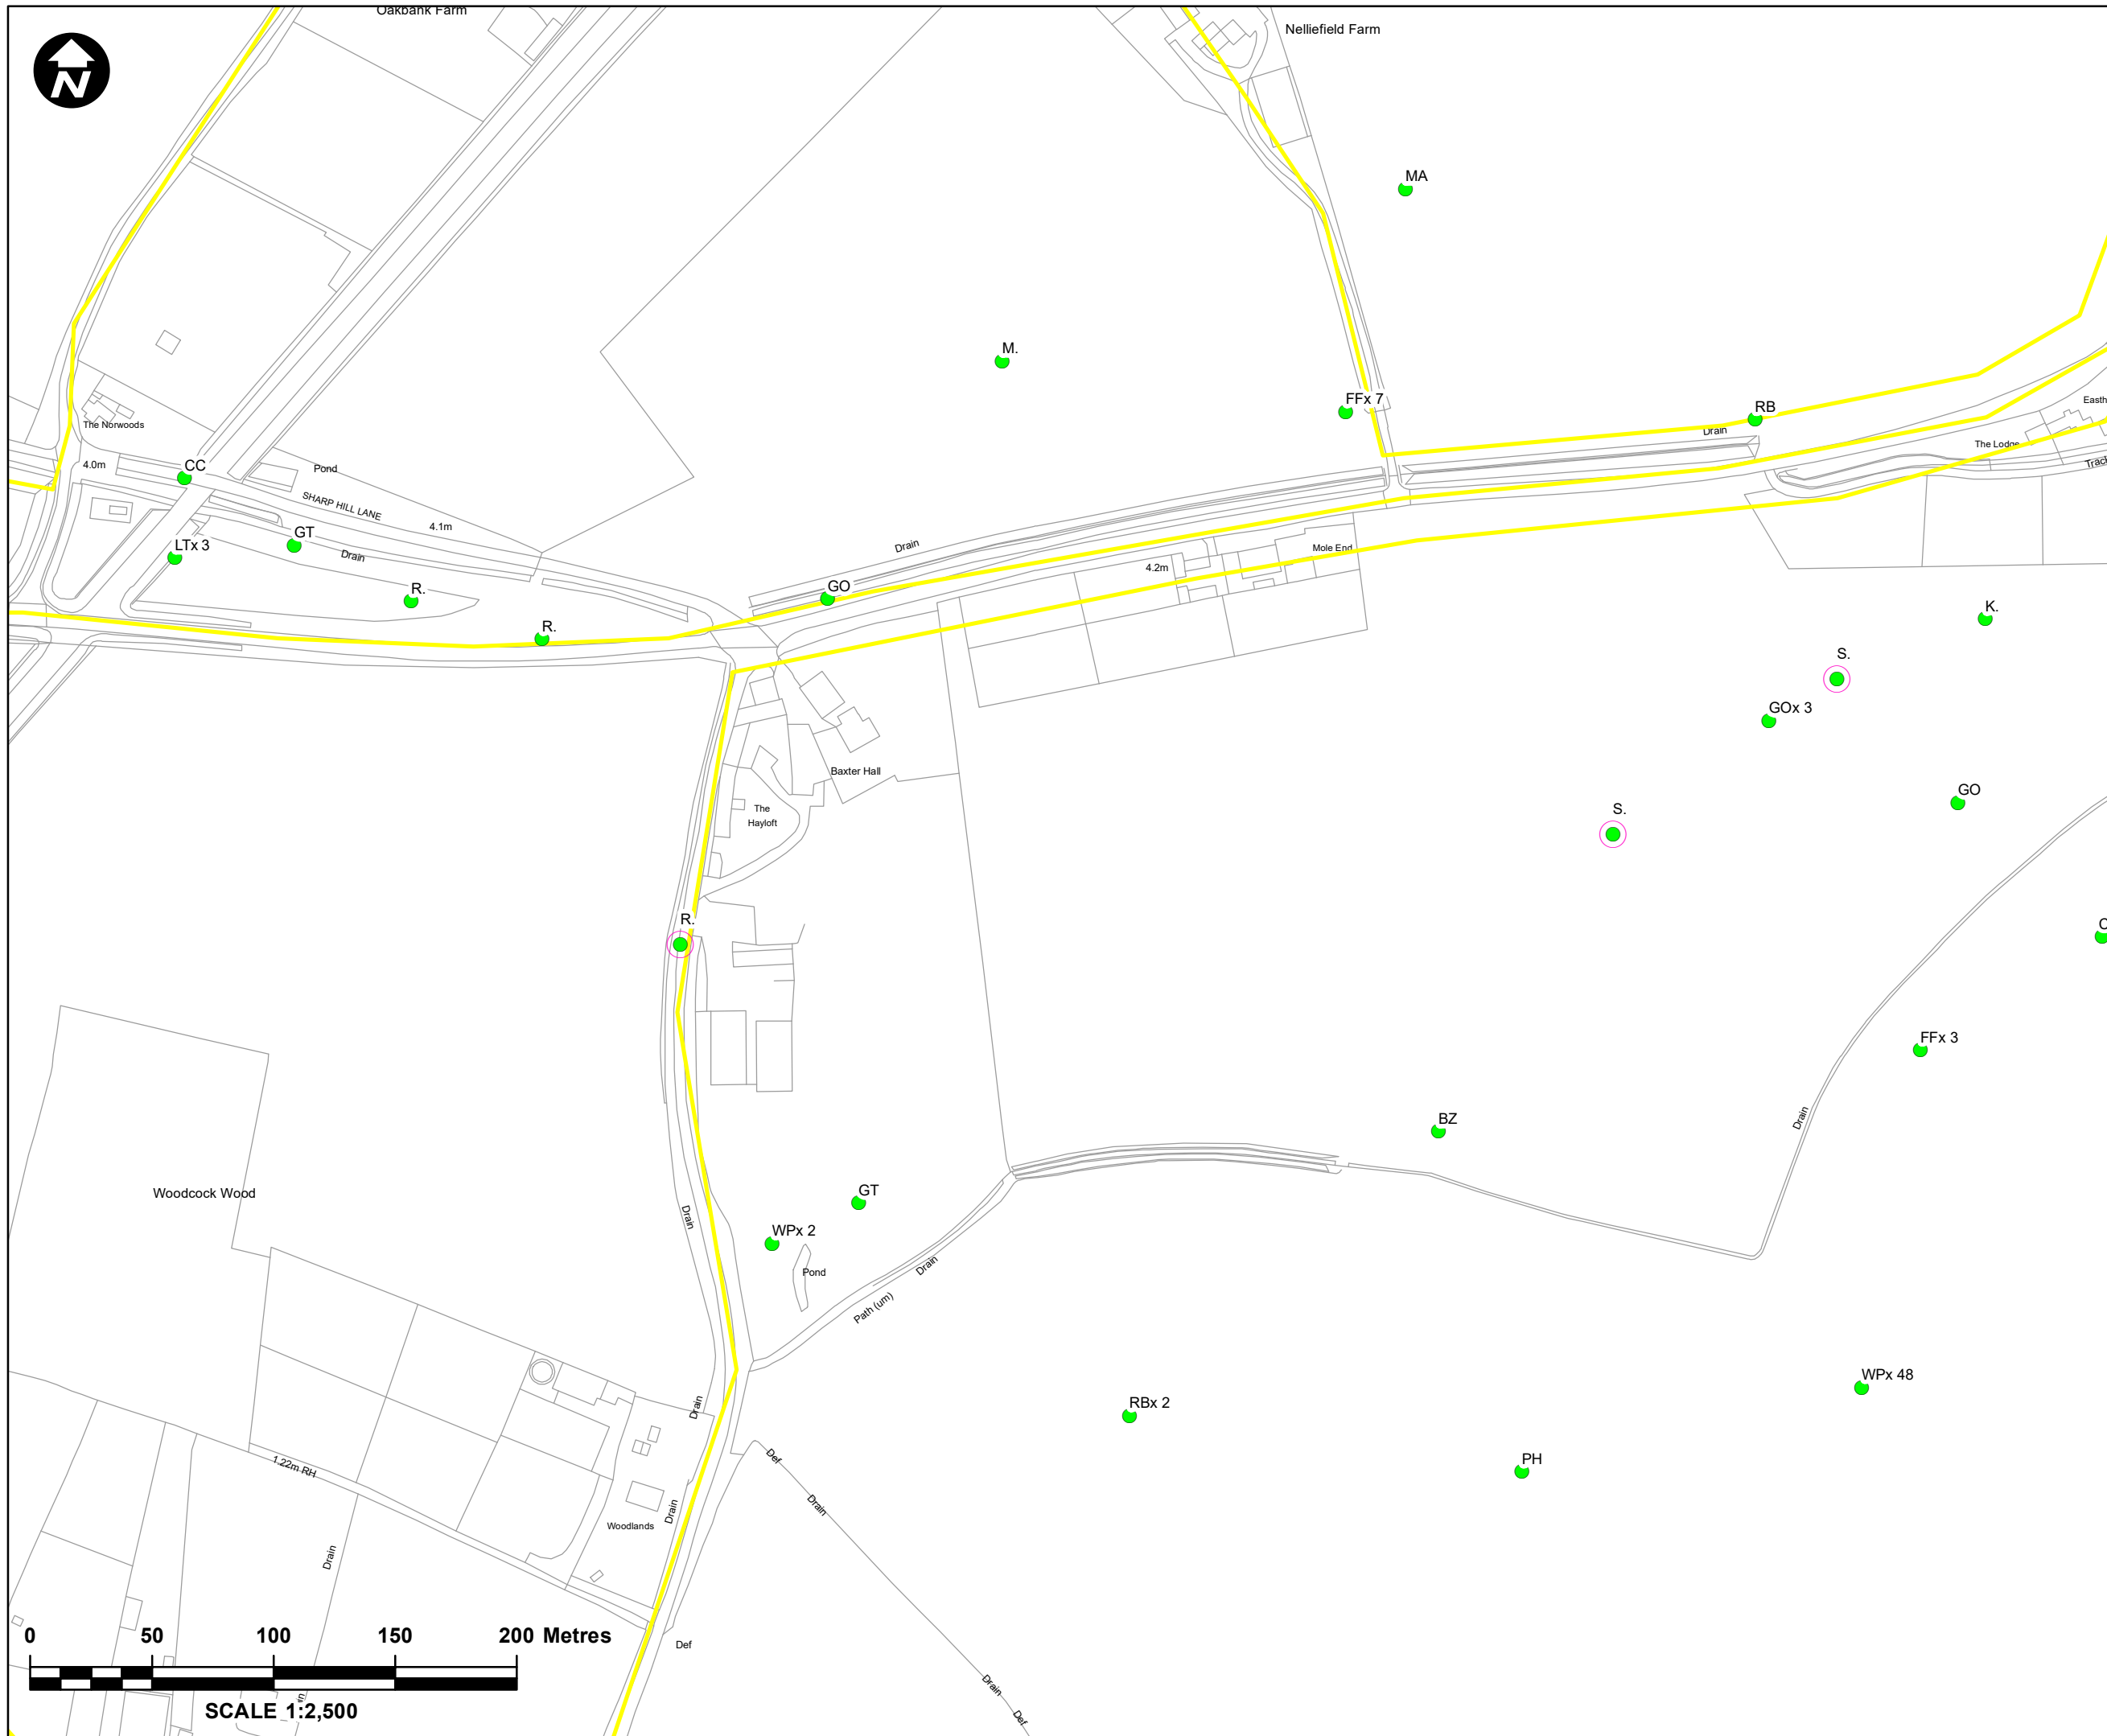 Oakbank Farm
Nelliefield Farm
N
MA
M.
FFx 7
RB
Drain
Easth
The Lodge
Track
The Norwoods
4.0m
CC
Pond
SHARP HILL LANE
4.1m
GT
LTx 3
Drain
Drain
Mole End
4.2m
R.
GO
R.
K.
S.
GOx 3
Baxter Hall
The
Hayloft
GO
S.
R.
FFx 3
BZ
Drain
Woodcock Wood
GT
Drain
WPx 2
Pond
Drain
Path (um)
WPx 48
RBx 2
Drain
Def
PH
1.22m RH
Drain
Drain
Woodlands
Drain
Def
Drain
Def
0 50 100 150 200 Metres
SCALE 1:2,500